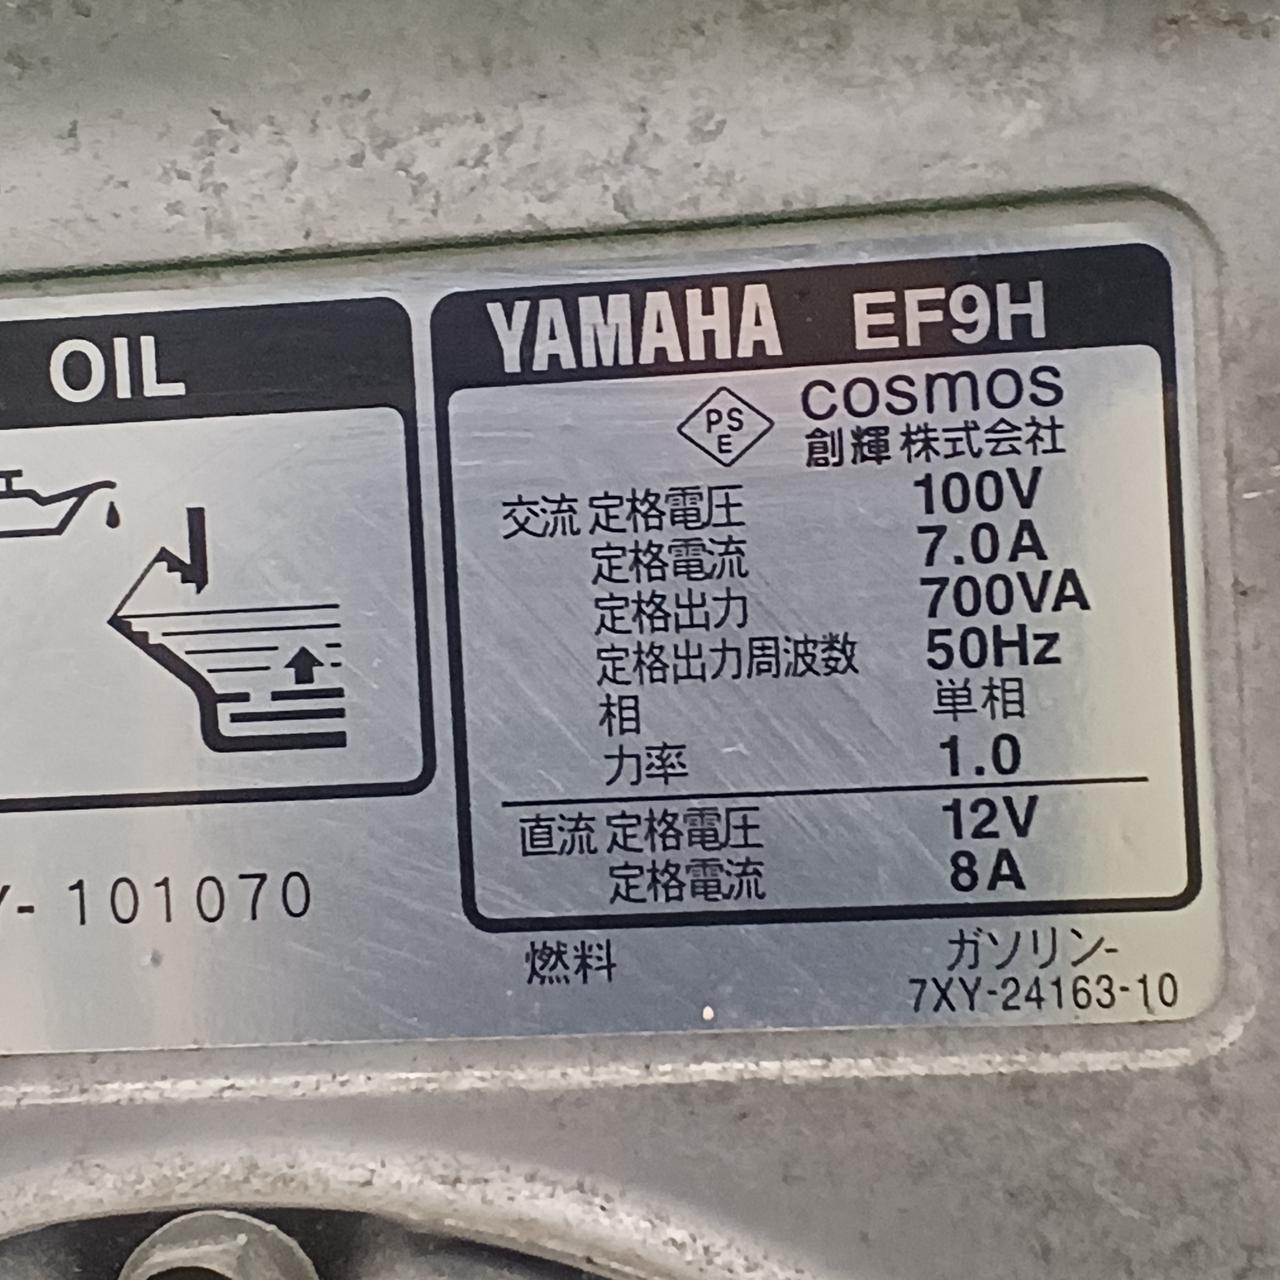 OIL
-101070
YAMAHA EF9H
PSE cosmos
創輝株式会社
交流 定格電圧 100V
定格電流 7.0A
定格出力 700VA
定格出力周波数 50Hz
相 単相
力率 1.0
直流 定格電圧 12V
定格電流 8A
燃料 ガソリン-
7XY-24163-10